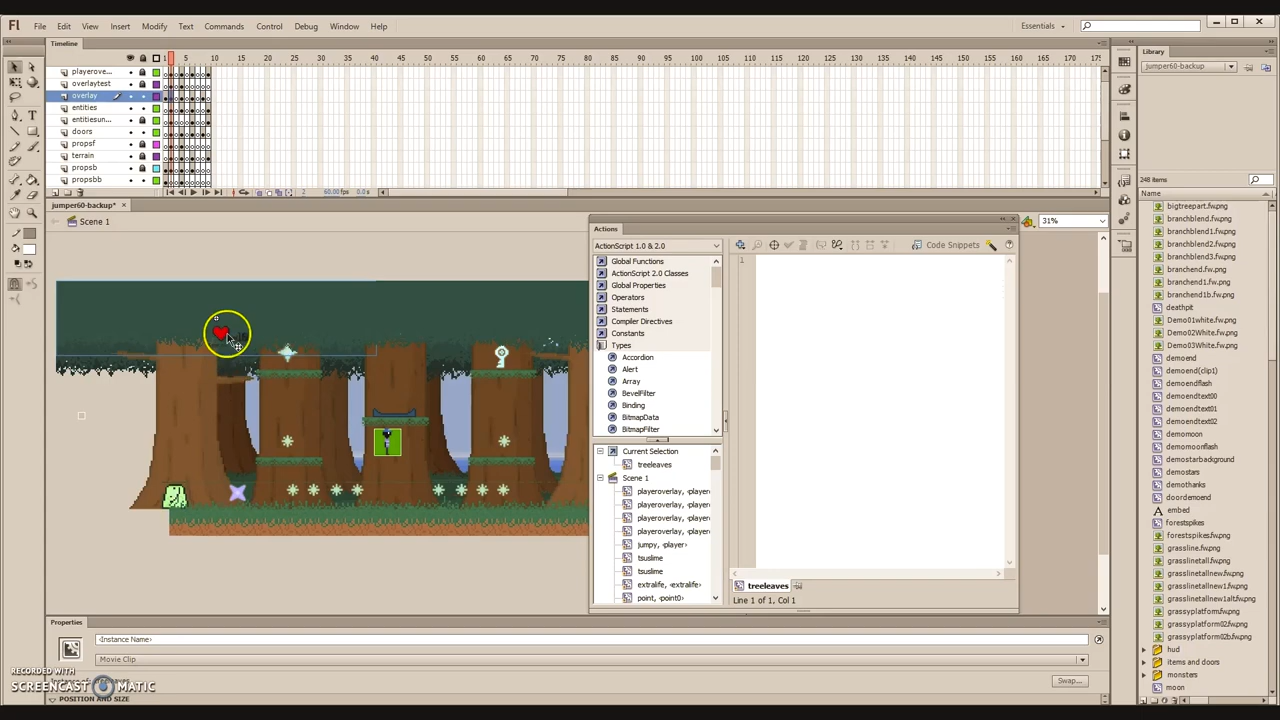 Fl File Edit View Insert Modify Text Commands Control Debug Window Help Essentials
Timeline
1 5 10 15 20 25 30 35 40 45 50 55 60 65 70 75 80 85 90 95 100 105 110 115 120 125 130 135 140 145 150 155 160 165 170 175
playerove...
overlaytest
overlay
entities
entitiesun...
doors
propsf
terrain
propsb
propsbb
2 60.00fps 0.0s
jumper60-backup* ×
Scene 1
31%
Actions
ActionScript 1.0 & 2.0
Code Snippets
Global Functions
ActionScript 2.0 Classes
Global Properties
Operators
Statements
Compiler Directives
Constants
Types
Accordion
Alert
Array
BevelFilter
Binding
BitmapData
BitmapFilter
Current Selection
treeleaves
Scene 1
playeroverlay, <player
playeroverlay, <player
playeroverlay, <player
playeroverlay, <player
jumpy, <player>
tsuslime
tsuslime
extralife, <extralife>
point, <point0>
1
treeleaves
Line 1 of 1, Col 1
Library
jumper60-backup
248 items
Name
bigtreepart.fw.png
branchblend.fw.png
branchblend1.fw.png
branchblend2.fw.png
branchblend3.fw.png
branchend.fw.png
branchend1.fw.png
branchend1b.fw.png
deathpit
Demo01white.fw.png
Demo02White.fw.png
Demo03White.fw.png
demoend
demoend(clip1)
demoendflash
demoendtext00
demoendtext01
demoendtext02
demomoon
demomoonflash
demostarbackground
demostars
demothanks
doordemoend
embed
forestspikes
forestspikes.fw.png
grassline.fw.png
grasslinetall.fw.png
grasslinetallnew.fw.png
grasslinetallnew1.fw.png
grasslinetallnew1alt.fw.png
grassyplatform.fw.png
grassyplatform02.fw.png
grassyplatform02b.fw.png
hud
items and doors
monsters
moon
Properties
<Instance Name>
Movie Clip
Swap...
POSITION AND SIZE
RECORDED WITH
SCREENCAST MATIC